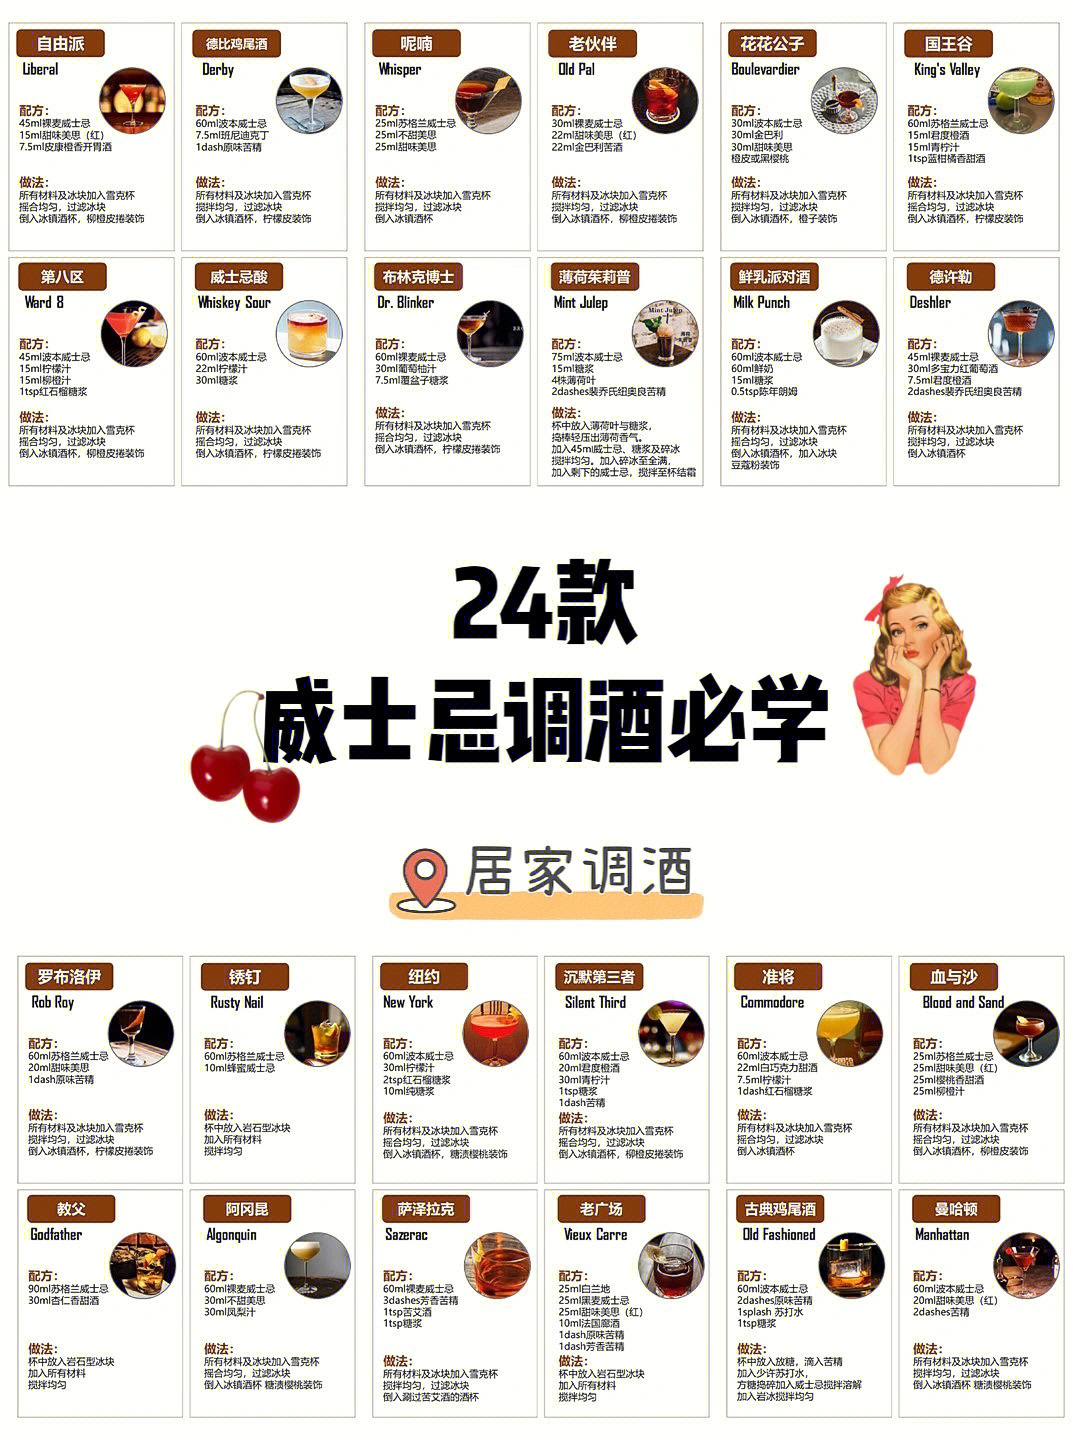 自由派
Liberal
配方：
45ml裸麦威士忌
15ml甜味美思（红）
7.5ml皮康橙香开胃酒
做法：
所有材料及冰块加入雪克杯
摇合均匀，过滤冰块
倒入冰镇酒杯，柳橙皮捲装饰
德比鸡尾酒
Derby
配方：
60ml波本威士忌
7.5ml班尼迪克丁
1dash原味苦精
做法：
所有材料及冰块加入雪克杯
搅拌均匀，过滤冰块
倒入冰镇酒杯，柠檬皮装饰
呢喃
Whisper
配方：
25ml苏格兰威士忌
25ml不甜美思
25ml甜味美思
做法：
所有材料及冰块加入雪克杯
搅拌均匀，过滤冰块
倒入冰镇酒杯
老伙伴
Old Pal
配方：
30ml裸麦威士忌
22ml甜味美思（红）
22ml金巴利苦酒
做法：
所有材料及冰块加入雪克杯
搅拌均匀，过滤冰块
倒入冰镇酒杯，柳橙皮捲装饰
花花公子
Boulevardier
配方：
30ml波本威士忌
30ml金巴利
30ml甜味美思
橙皮或黑樱桃
做法：
所有材料及冰块加入雪克杯
搅拌均匀，过滤冰块
倒入冰镇酒杯，橙子装饰
国王谷
King's Valley
配方：
60ml苏格兰威士忌
15ml君度橙酒
15ml青柠汁
1tsp蓝柑橘香甜酒
做法：
所有材料及冰块加入雪克杯
摇合均匀，过滤冰块
倒入冰镇酒杯，柠檬皮装饰
第八区
Ward 8
配方：
45ml波本威士忌
15ml柠檬汁
15ml柳橙汁
1tsp红石榴糖浆
做法：
所有材料及冰块加入雪克杯
摇合均匀，过滤冰块
倒入冰镇酒杯，柳橙皮捲装饰
威士忌酸
Whiskey Sour
配方：
60ml波本威士忌
22ml柠檬汁
30ml糖浆
做法：
所有材料及冰块加入雪克杯
摇合均匀，过滤冰块
倒入冰镇酒杯，柠檬皮捲装饰
布林克博士
Dr. Blinker
配方：
60ml裸麦威士忌
30ml葡萄柚汁
7.5ml覆盆子糖浆
做法：
所有材料及冰块加入雪克杯
摇合均匀，过滤冰块
倒入冰镇酒杯，柠檬皮捲装饰
薄荷茱莉普
Mint Julep
配方：
75ml波本威士忌
15ml糖浆
4株薄荷叶
2dashes裴乔氏纽奥良苦精
做法：
杯中放入薄荷叶与糖浆，
捣棒轻压出薄荷香气。
加入45ml威士忌、糖浆及碎冰
搅拌均匀。加入碎冰至全满，
加入剩下的威士忌，搅拌至杯结霜
鲜乳派对酒
Milk Punch
配方：
60ml波本威士忌
60ml鲜奶
15ml糖浆
0.5tsp陈年朗姆
做法：
所有材料及冰块加入雪克杯
摇合均匀，过滤冰块
倒入冰镇酒杯，加入冰块
豆蔻粉装饰
德许勒
Deshler
配方：
45ml裸麦威士忌
30ml多宝力红葡萄酒
7.5ml君度橙酒
2dashes裴乔氏纽奥良苦精
做法：
所有材料及冰块加入雪克杯
搅拌均匀，过滤冰块
倒入冰镇酒杯
24款
威士忌调酒必学
居家调酒
罗布洛伊
Rob Roy
配方：
60ml苏格兰威士忌
20ml甜味美思
1dash原味苦精
做法：
所有材料及冰块加入雪克杯
搅拌均匀，过滤冰块
倒入冰镇酒杯，柠檬皮捲装饰
锈钉
Rusty Nail
配方：
60ml苏格兰威士忌
10ml蜂蜜威士忌
做法：
杯中放入岩石型冰块
加入所有材料
搅拌均匀
纽约
New York
配方：
60ml波本威士忌
30ml柠檬汁
2tsp红石榴糖浆
10ml纯糖浆
做法：
所有材料及冰块加入雪克杯
摇合均匀，过滤冰块
倒入冰镇酒杯，糖渍樱桃装饰
沉默第三者
Silent Third
配方：
60ml波本威士忌
20ml君度橙酒
30ml青柠汁
1tsp糖浆
1dash苦精
做法：
所有材料及冰块加入雪克杯
摇合均匀，过滤冰块
倒入冰镇酒杯，柳橙皮捲装饰
准将
Commodore
配方：
60ml波本威士忌
22ml白巧克力甜酒
7.5ml柠檬汁
1dash红石榴糖浆
做法：
所有材料及冰块加入雪克杯
摇合均匀，过滤冰块
倒入冰镇酒杯
血与沙
Blood and Sand
配方：
25ml苏格兰威士忌
25ml甜味美思（红）
25ml樱桃香甜酒
25ml柳橙汁
做法：
所有材料及冰块加入雪克杯
摇合均匀，过滤冰块
倒入冰镇酒杯，柳橙皮捲装饰
教父
Godfather
配方：
90ml苏格兰威士忌
30ml杏仁香甜酒
做法：
杯中放入岩石型冰块
加入所有材料
搅拌均匀
阿冈昆
Algonquin
配方：
60ml裸麦威士忌
30ml不甜美思
30ml凤梨汁
做法：
所有材料及冰块加入雪克杯
摇合均匀，过滤冰块
倒入冰镇酒杯 糖渍樱桃装饰
萨泽拉克
Sazerac
配方：
60ml裸麦威士忌
3dashes芳香苦精
1tsp苦艾酒
1tsp糖浆
做法：
所有材料及冰块加入雪克杯
搅拌均匀，过滤冰块
倒入涮过苦艾酒的酒杯
老广场
Vieux Carre
配方：
25ml白兰地
25ml黑麦威士忌
25ml甜味美思（红）
10ml法国廊酒
1dash原味苦精
1dash芳香苦精
做法：
杯中放入岩石型冰块
加入所有材料
搅拌均匀
古典鸡尾酒
Old Fashioned
配方：
60ml波本威士忌
2dashes原味苦精
1splash 苏打水
1tsp糖
做法：
杯中放入放糖，滴入苦精
加入少许苏打水，
方糖捣碎加入威士忌搅拌溶解
加入岩冰搅拌均匀
曼哈顿
Manhattan
配方：
60ml波本威士忌
20ml甜味美思（红）
2dashes苦精
做法：
所有材料及冰块加入雪克杯
搅拌均匀，过滤冰块
倒入冰镇酒杯 糖渍樱桃装饰